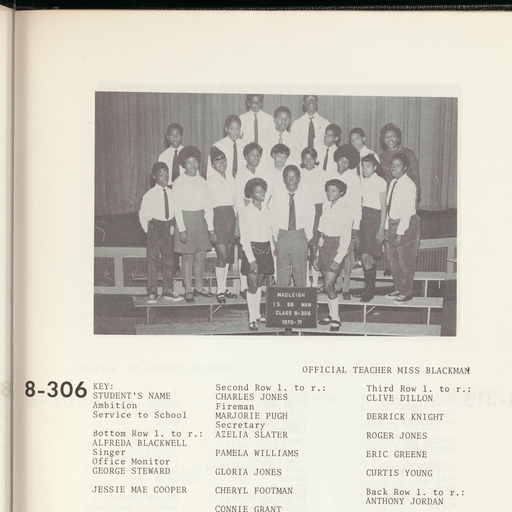 WADLEIGH
I.S. 88 MAN
CLASS 8-306
1970-71
OFFICIAL TEACHER MISS BLACKMAN
8-306
KEY:
STUDENT'S NAME
Ambition
Service to School
Bottom Row l. to r.:
ALFREDA BLACKWELL
Singer
Office Monitor
GEORGE STEWARD
JESSIE MAE COOPER
Second Row l. to r.:
CHARLES JONES
Fireman
MARJORIE PUGH
Secretary
AZELIA SLATER
PAMELA WILLIAMS
GLORIA JONES
CHERYL FOOTMAN
CONNIE GRANT
Third Row l. to r.:
CLIVE DILLON
DERRICK KNIGHT
ROGER JONES
ERIC GREENE
CURTIS YOUNG
Back Row l. to r.:
ANTHONY JORDAN